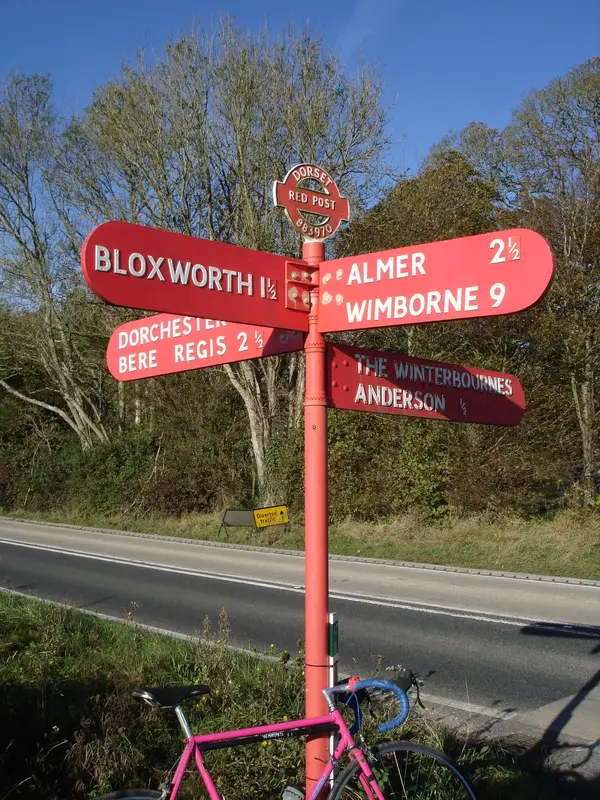 DORSET
RED POST
883970
BLOXWORTH 1½
ALMER 2½
WIMBORNE 9
DORCHESTER
BERE REGIS 2½
THE WINTERBOURNES
ANDERSON ½
Diverted
traffic